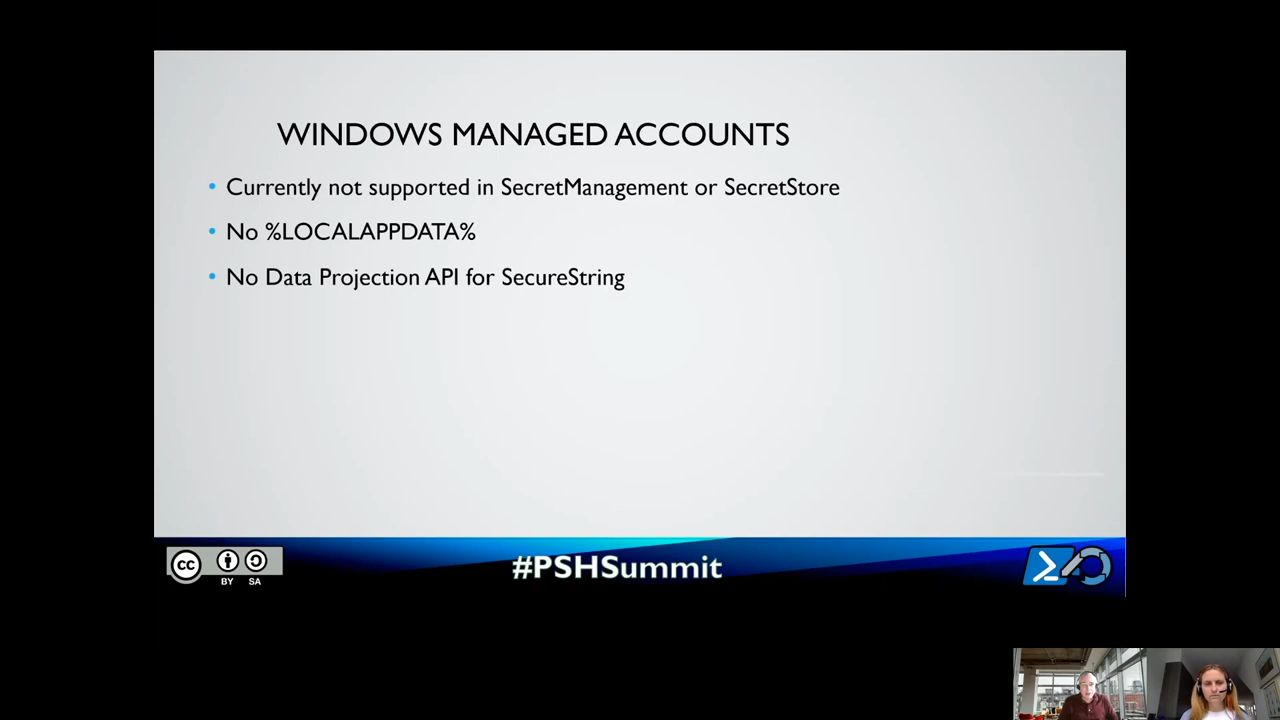 WINDOWS MANAGED ACCOUNTS
• Currently not supported in SecretManagement or SecretStore
• No %LOCALAPPDATA%
• No Data Projection API for SecureString
cc
BY SA
#PSHSummit